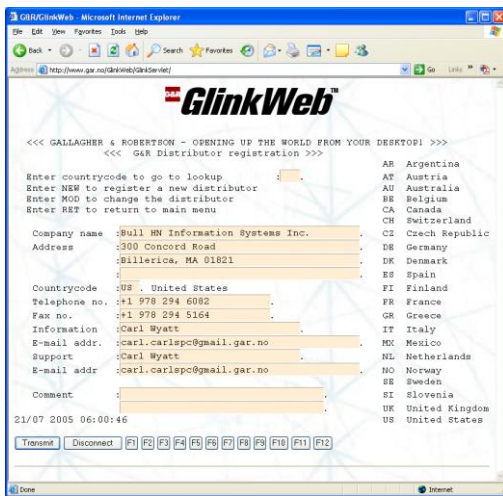 G&R/GlinkWeb - Microsoft Internet Explorer
File Edit View Favorites Tools Help
Back Search Favorites
Address http://www.gar.no/GlinkWeb/GlinkServlet/ Go Links
G&R GlinkWeb™
<<< GALLAGHER & ROBERTSON - OPENING UP THE WORLD FROM YOUR DESKTOP! >>>
<<< G&R Distributor registration >>>
AR Argentina
Enter countrycode to go to lookup : . AT Austria
Enter NEW to register a new distributor AU Australia
Enter MOD to change the distributor BE Belgium
Enter RET to return to main menu CA Canada
CH Switzerland
Company name :Bull HN Information Systems Inc. . CZ Czech Republic
Address :300 Concord Road . DE Germany
:Billerica, MA 01821 . DK Denmark
: . ES Spain
Countrycode :US . United States FI Finland
Telephone no. :+1 978 294 6082 . FR France
Fax no. :+1 978 294 5164 . GR Greece
Information :Carl Wyatt . IT Italy
E-mail addr. :carl.carlspc@gmail.gar.no . MX Mexico
Support :Carl Wyatt . NL Netherlands
E-mail addr :carl.carlspc@gmail.gar.no . NO Norway
SE Sweden
Comment : . SI Slovenia
. UK United Kingdom
21/07 2005 06:00:46 US United States
Transmit Disconnect F1 F2 F3 F4 F5 F6 F7 F8 F9 F10 F11 F12
Done Internet